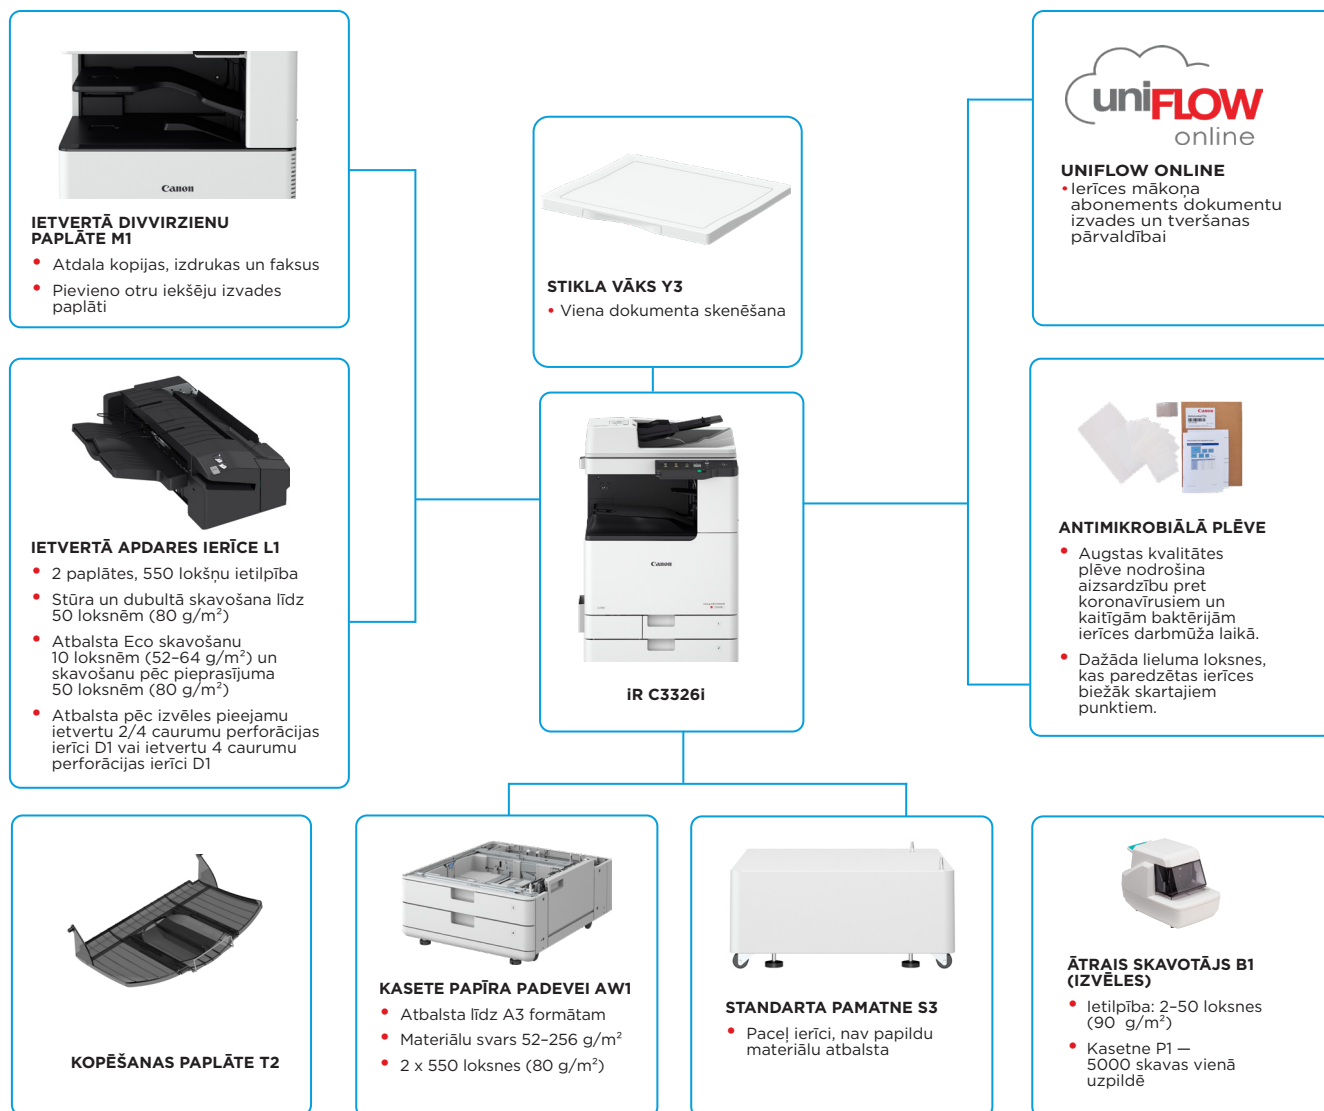 Canon
IETVERTĀ DIVVIRZIENU
PAPLĀTE M1
• Atdala kopijas, izdrukas un faksus
• Pievieno otru iekšēju izvades
paplāti
STIKLA VĀKS Y3
• Viena dokumenta skenēšana
uniFLOW
online
UNIFLOW ONLINE
• Ierīces mākoņa
abonements dokumentu
izvades un tveršanas
pārvaldībai
IETVERTĀ APDARES IERĪCE L1
• 2 paplātes, 550 lokšņu ietilpība
• Stūra un dubultā skavošana līdz
50 loksnēm (80 g/m²)
• Atbalsta Eco skavošanu
10 loksnēm (52–64 g/m²) un
skavošanu pēc pieprasījuma
50 loksnēm (80 g/m²)
• Atbalsta pēc izvēles pieejamu
ietvertu 2/4 caurumu perforācijas
ierīci D1 vai ietvertu 4 caurumu
perforācijas ierīci D1
Canon
iR C3326i
Canon
ANTIMIKROBIĀLĀ PLĒVE
• Augstas kvalitātes
plēve nodrošina
aizsardzību pret
koronavīrusiem un
kaitīgām baktērijām
ierīces darbmūža laikā.
• Dažāda lieluma loksnes,
kas paredzētas ierīces
biežāk skartajiem
punktiem.
KOPĒŠANAS PAPLĀTE T2
KASETE PAPĪRA PADEVEI AW1
• Atbalsta līdz A3 formātam
• Materiālu svars 52–256 g/m²
• 2 x 550 loksnes (80 g/m²)
STANDARTA PAMATNE S3
• Paceļ ierīci, nav papildu
materiālu atbalsta
ĀTRAIS SKAVOTĀJS B1
(IZVĒLES)
• Ietilpība: 2–50 loksnes
(90 g/m²)
• Kasetne P1 —
5000 skavas vienā
uzpildē